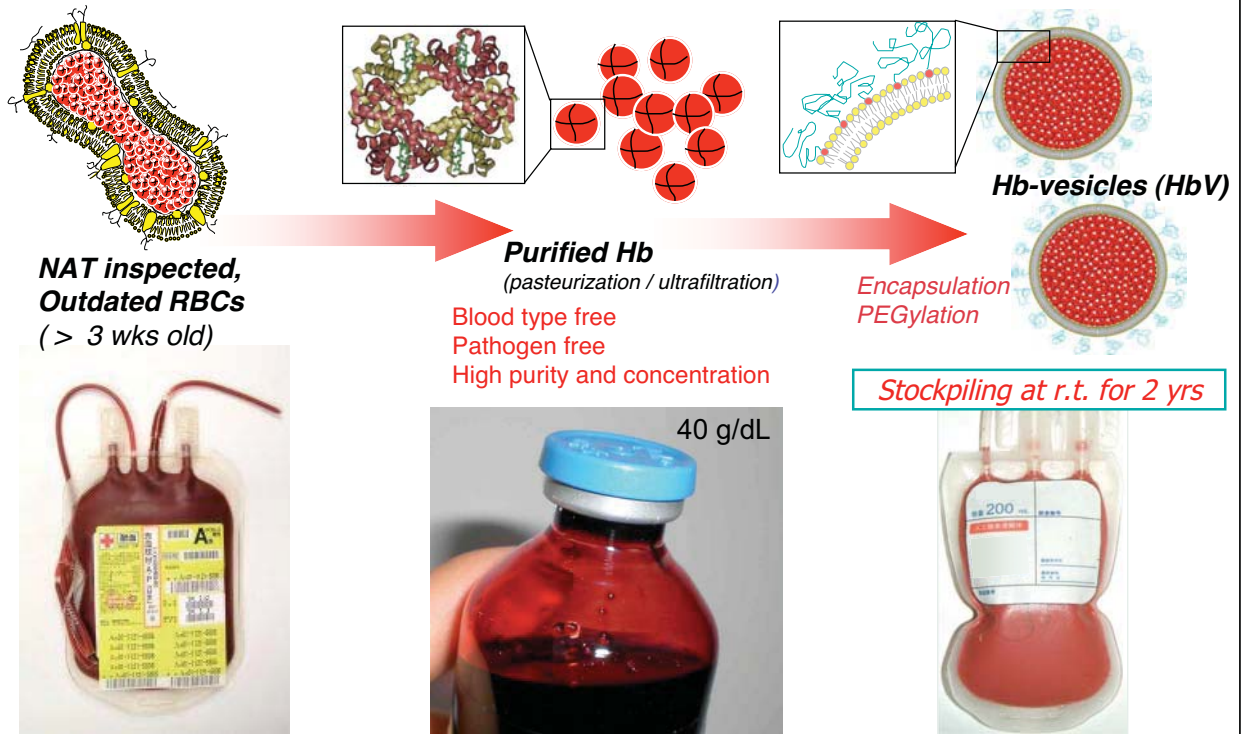 NAT inspected,
Outdated RBCs
( > 3 wks old)
Purified Hb
(pasteurization / ultrafiltration)
Blood type free
Pathogen free
High purity and concentration
Hb-vesicles (HbV)
Encapsulation
PEGylation
Stockpiling at r.t. for 2 yrs
A
40 g/dL
200 mL